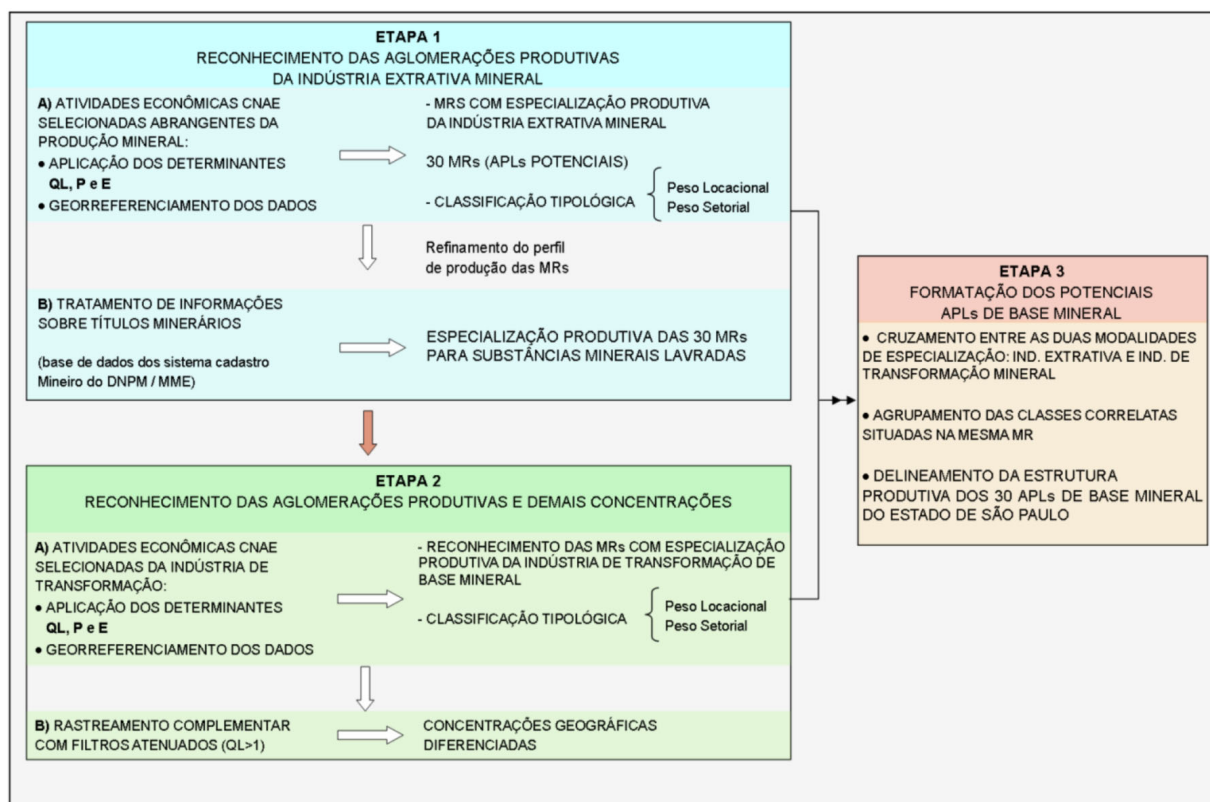 ETAPA 1
RECONHECIMENTO DAS AGLOMERAÇÕES PRODUTIVAS
DA INDÚSTRIA EXTRATIVA MINERAL
A) ATIVIDADES ECONÔMICAS CNAE
SELECIONADAS ABRANGENTES DA
PRODUÇÃO MINERAL:
• APLICAÇÃO DOS DETERMINANTES
QL, P e E
• GEORREFERENCIAMENTO DOS DADOS
- MRS COM ESPECIALIZAÇÃO PRODUTIVA
DA INDÚSTRIA EXTRATIVA MINERAL
30 MRs (APLs POTENCIAIS)
- CLASSIFICAÇÃO TIPOLÓGICA
Peso Locacional
Peso Setorial
Refinamento do perfil
de produção das MRs
B) TRATAMENTO DE INFORMAÇÕES
SOBRE TÍTULOS MINERÁRIOS
(base de dados dos sistema cadastro
Mineiro do DNPM / MME)
ESPECIALIZAÇÃO PRODUTIVA DAS 30 MRs
PARA SUBSTÂNCIAS MINERAIS LAVRADAS
ETAPA 2
RECONHECIMENTO DAS AGLOMERAÇÕES PRODUTIVAS E DEMAIS CONCENTRAÇÕES
A) ATIVIDADES ECONÔMICAS CNAE
SELECIONADAS DA INDÚSTRIA DE
TRANSFORMAÇÃO:
• APLICAÇÃO DOS DETERMINANTES
QL, P e E
• GEORREFERENCIAMENTO DOS DADOS
- RECONHECIMENTO DAS MRs COM ESPECIALIZAÇÃO
PRODUTIVA DA INDÚSTRIA DE TRANSFORMAÇÃO DE
BASE MINERAL
- CLASSIFICAÇÃO TIPOLÓGICA
Peso Locacional
Peso Setorial
B) RASTREAMENTO COMPLEMENTAR
COM FILTROS ATENUADOS (QL>1)
CONCENTRAÇÕES GEOGRÁFICAS
DIFERENCIADAS
ETAPA 3
FORMATAÇÃO DOS POTENCIAIS
APLs DE BASE MINERAL
• CRUZAMENTO ENTRE AS DUAS MODALIDADES
DE ESPECIALIZAÇÃO: IND. EXTRATIVA E IND. DE
TRANSFORMAÇÃO MINERAL
• AGRUPAMENTO DAS CLASSES CORRELATAS
SITUADAS NA MESMA MR
• DELINEAMENTO DA ESTRUTURA
PRODUTIVA DOS 30 APLs DE BASE MINERAL
DO ESTADO DE SÃO PAULO